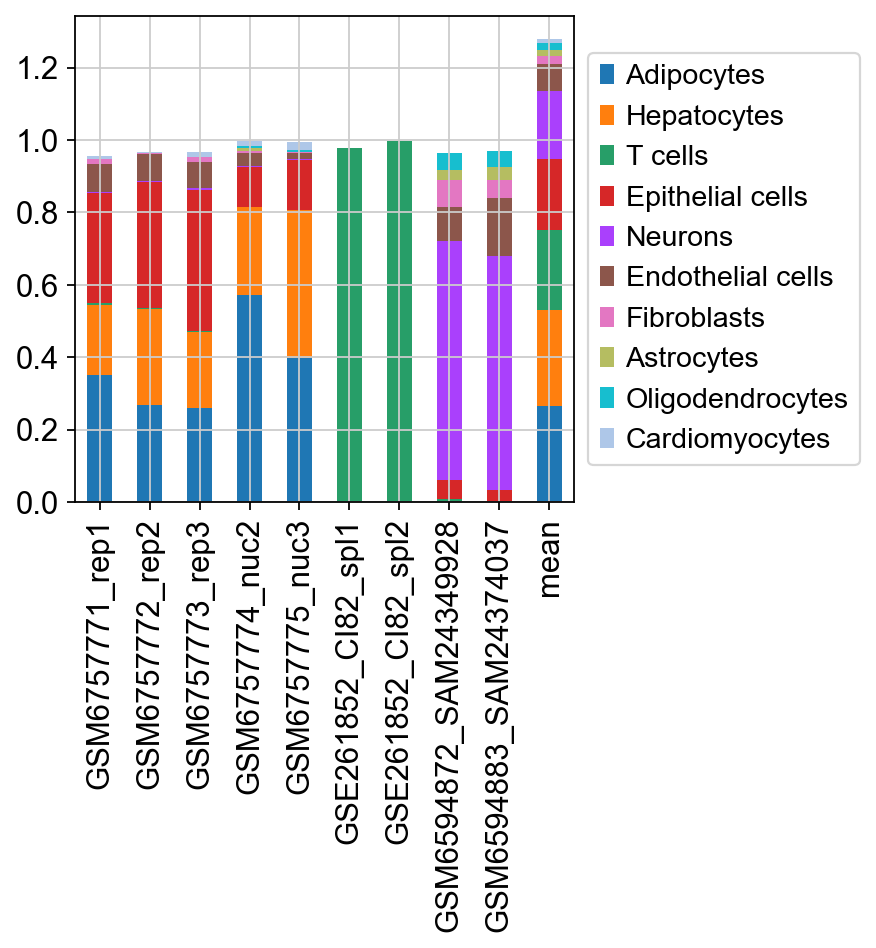 1.2
1.0
0.8
0.6
0.4
0.2
0.0
Adipocytes
Hepatocytes
T cells
Epithelial cells
Neurons
Endothelial cells
Fibroblasts
Astrocytes
Oligodendrocytes
Cardiomyocytes
GSM6757771_rep1
GSM6757772_rep2
GSM6757773_rep3
GSM6757774_nuc2
GSM6757775_nuc3
GSE261852_CI82_spl1
GSE261852_CI82_spl2
GSM6594872_SAM24349928
GSM6594883_SAM24374037
mean